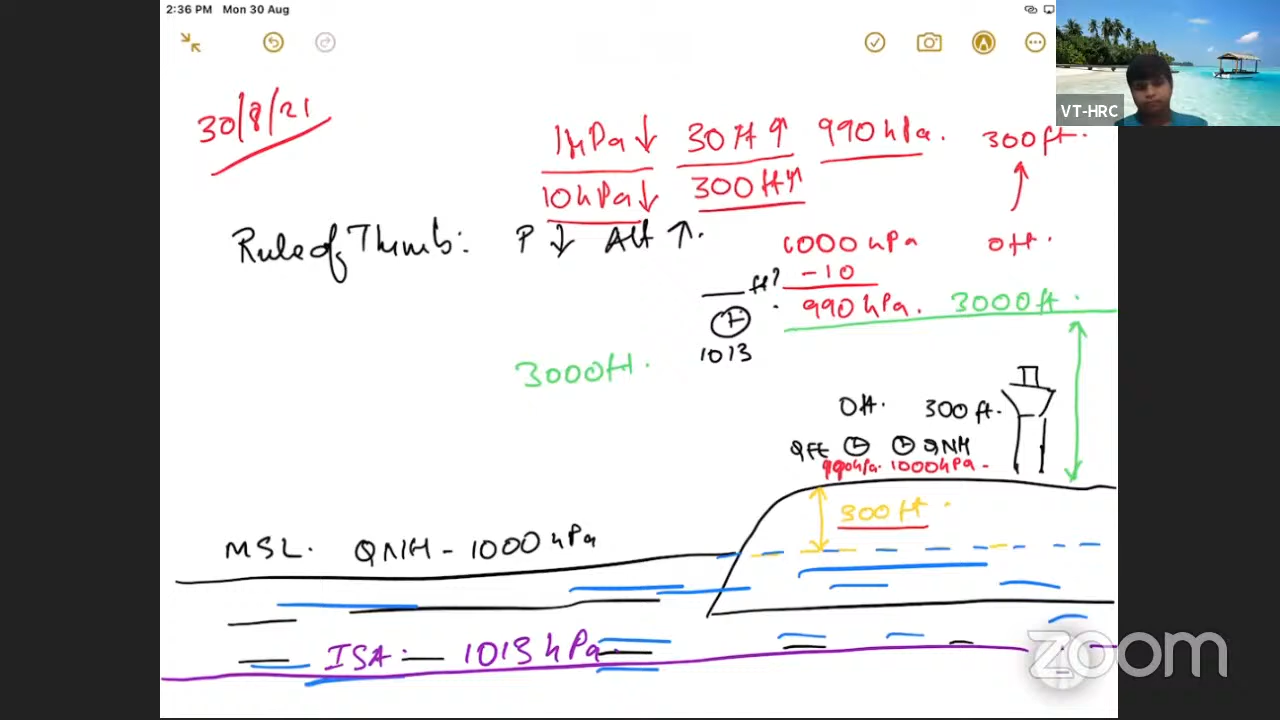 2:36 PM Mon 30 Aug
VT-HRC
30/8/21
1hPa ↓ 30ft ↑ 990hPa. 300ft.
10hPa ↓ 300ft ↑
Rule of Thumb: P ↓ Alt ↑.
1000hPa 0ft.
-10
990hPa. 3000ft.
__ ft?
1013
3000ft.
0ft. 300ft.
QFE QNH
990hPa. 1000hPa.
300ft.
MSL. QNH - 1000hPa
ISA: 1013hPa.
zoom